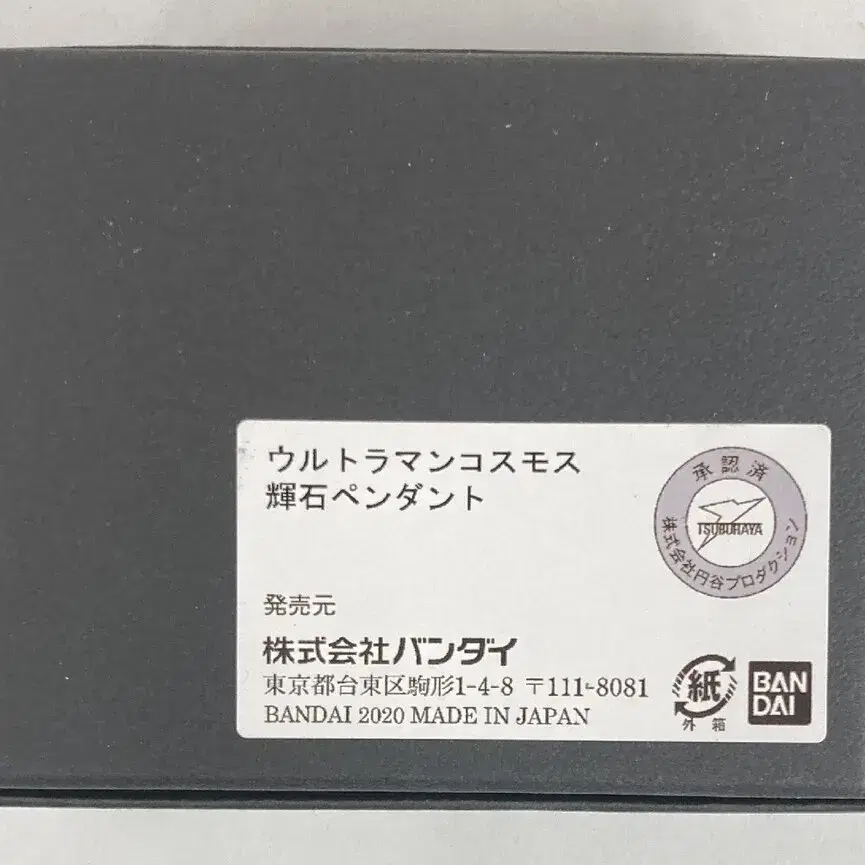 ウルトラマンコスモス
輝石ペンダント
承認済
TSUBURAYA
株式会社円谷プロダクション
発売元
株式会社バンダイ
東京都台東区駒形1-4-8 〒111-8081
BANDAI 2020 MADE IN JAPAN
紙
外箱
BAN
DAI